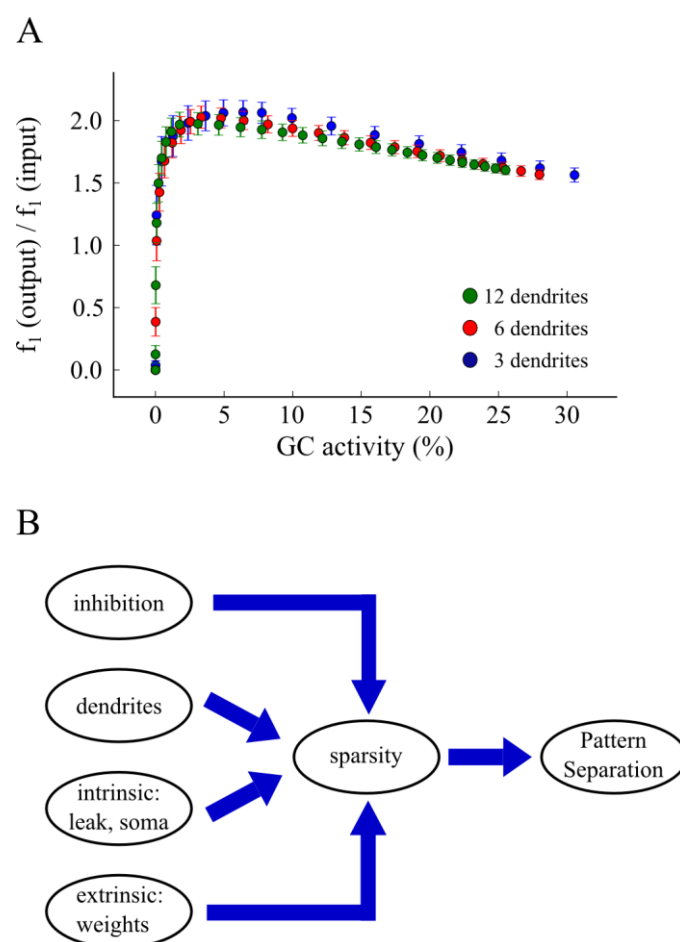 A
f₁ (output) / f₁ (input)
2.0
1.5
1.0
0.5
0.0
12 dendrites
6 dendrites
3 dendrites
0
5
10
15
20
25
30
GC activity (%)
B
inhibition
dendrites
intrinsic:
leak, soma
extrinsic:
weights
sparsity
Pattern
Separation